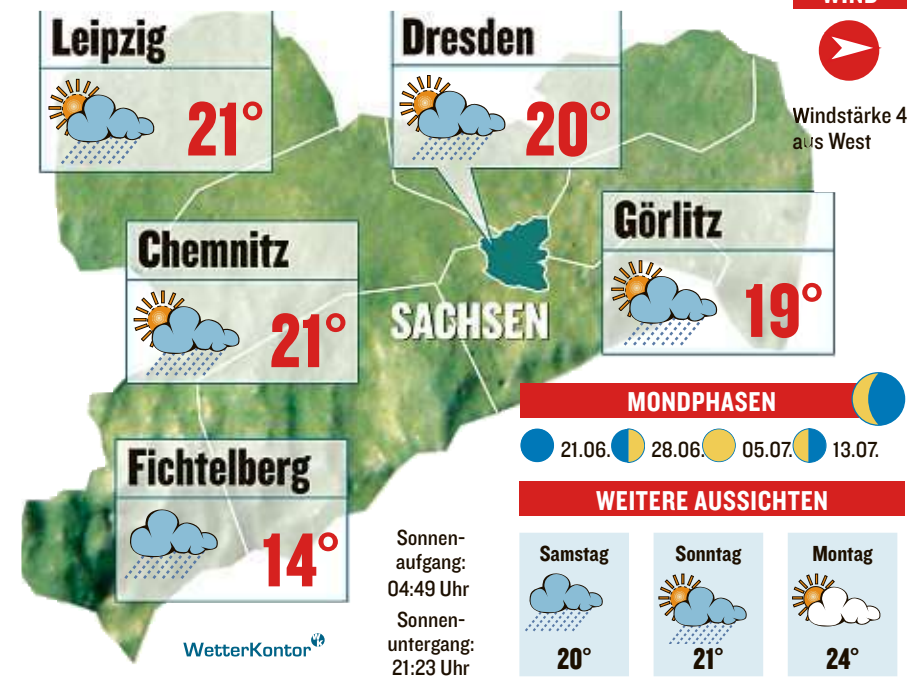 Leipzig
21°
Dresden
20°
WIND
Windstärke 4
aus West
Chemnitz
21°
Görlitz
19°
SACHSEN
Fichtelberg
14°
MONDPHASEN
21.06. 28.06. 05.07. 13.07.
WEITERE AUSSICHTEN
Samstag
20°
Sonntag
21°
Montag
24°
Sonnen-
aufgang:
04:49 Uhr
Sonnen-
untergang:
21:23 Uhr
WetterKontor